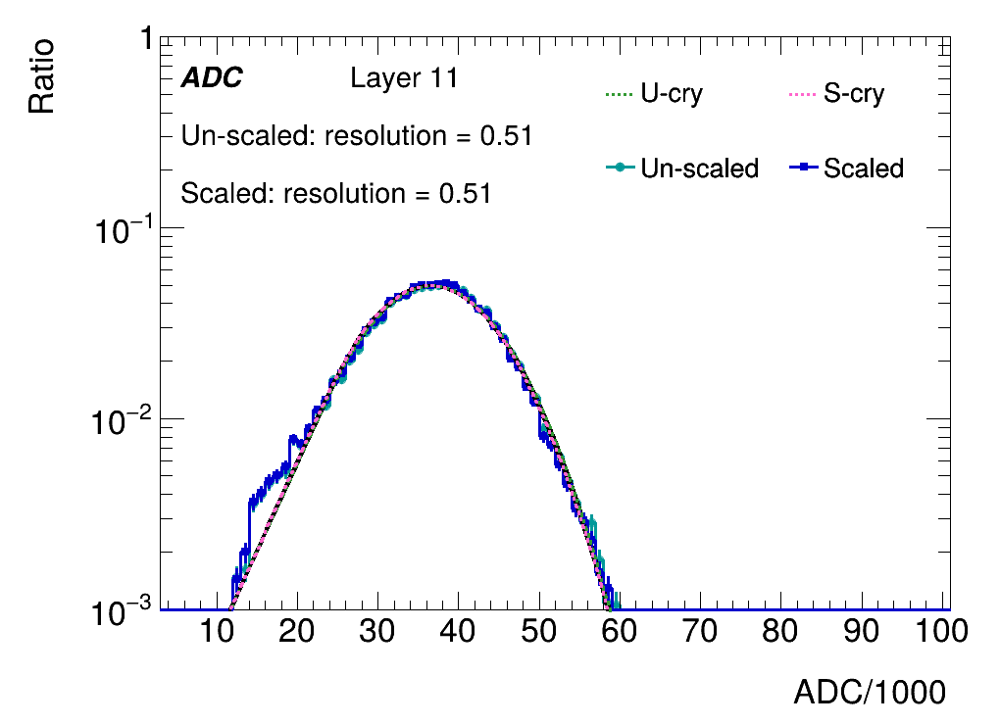 Ratio
1
10⁻¹
10⁻²
10⁻³
ADC Layer 11
Un-scaled: resolution = 0.51
Scaled: resolution = 0.51
U-cry S-cry
Un-scaled Scaled
10 20 30 40 50 60 70 80 90 100
ADC/1000